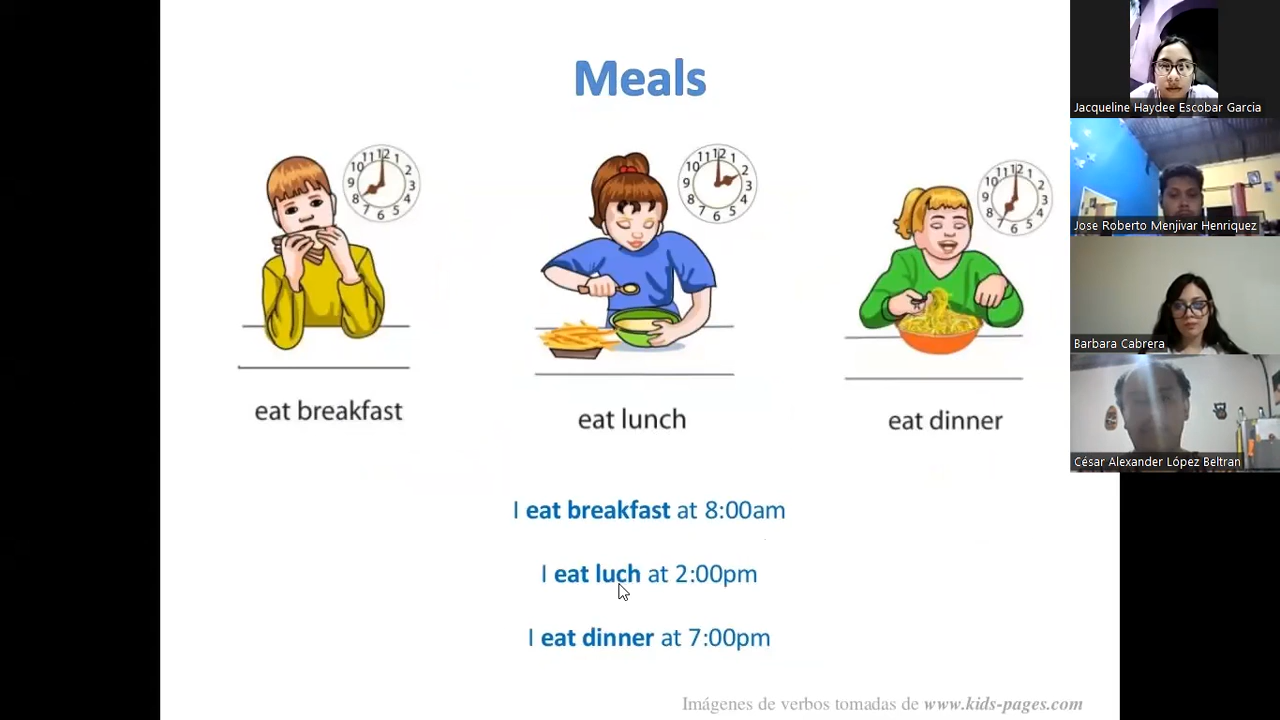 Meals
eat breakfast
eat lunch
eat dinner
I eat breakfast at 8:00am
I eat luch at 2:00pm
I eat dinner at 7:00pm
Imágenes de verbos tomadas de www.kids-pages.com
Jacqueline Haydee Escobar Garcia
Jose Roberto Menjivar Henriquez
Barbara Cabrera
César Alexander López Beltran